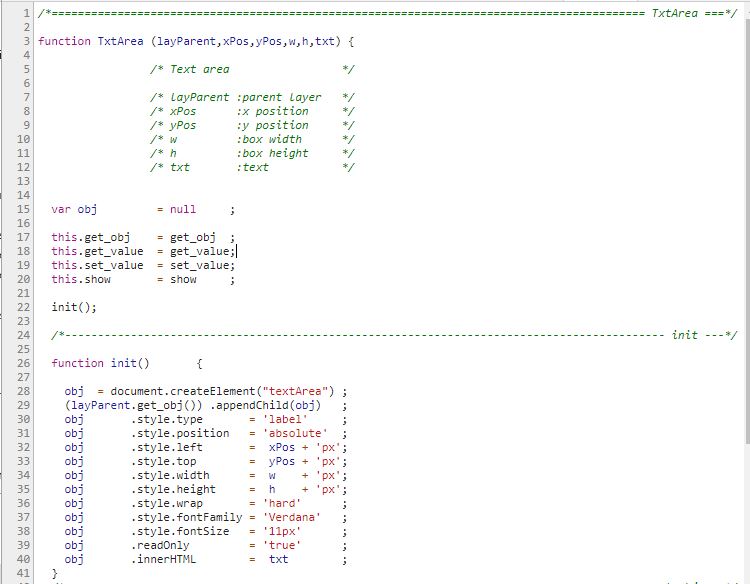 1 /*========================================================================================== TxtArea ===*/
2
3 function TxtArea (layParent,xPos,yPos,w,h,txt) {
4
5                  /* Text area                 */
6
7                  /* layParent :parent layer   */
8                  /* xPos      :x position     */
9                  /* yPos      :y position     */
10                  /* w         :box width      */
11                  /* h         :box height     */
12                  /* txt       :text           */
13
14
15   var obj         = null     ;
16
17   this.get_obj    = get_obj  ;
18   this.get_value  = get_value;
19   this.set_value  = set_value;
20   this.show       = show     ;
21
22   init();
23
24   /*------------------------------------------------------------------------------------------- init ---*/
25
26   function init()       {
27
28     obj  = document.createElement("textArea") ;
29     (layParent.get_obj()) .appendChild(obj)   ;
30     obj       .style.type       = 'label'     ;
31     obj       .style.position   = 'absolute'  ;
32     obj       .style.left       =  xPos + 'px';
33     obj       .style.top        =  yPos + 'px';
34     obj       .style.width      =  w    + 'px';
35     obj       .style.height     =  h    + 'px';
36     obj       .style.wrap       = 'hard'      ;
37     obj       .style.fontFamily = 'Verdana'   ;
38     obj       .style.fontSize   = '11px'      ;
39     obj       .readOnly         = 'true'      ;
40     obj       .innerHTML        =  txt        ;
41   }